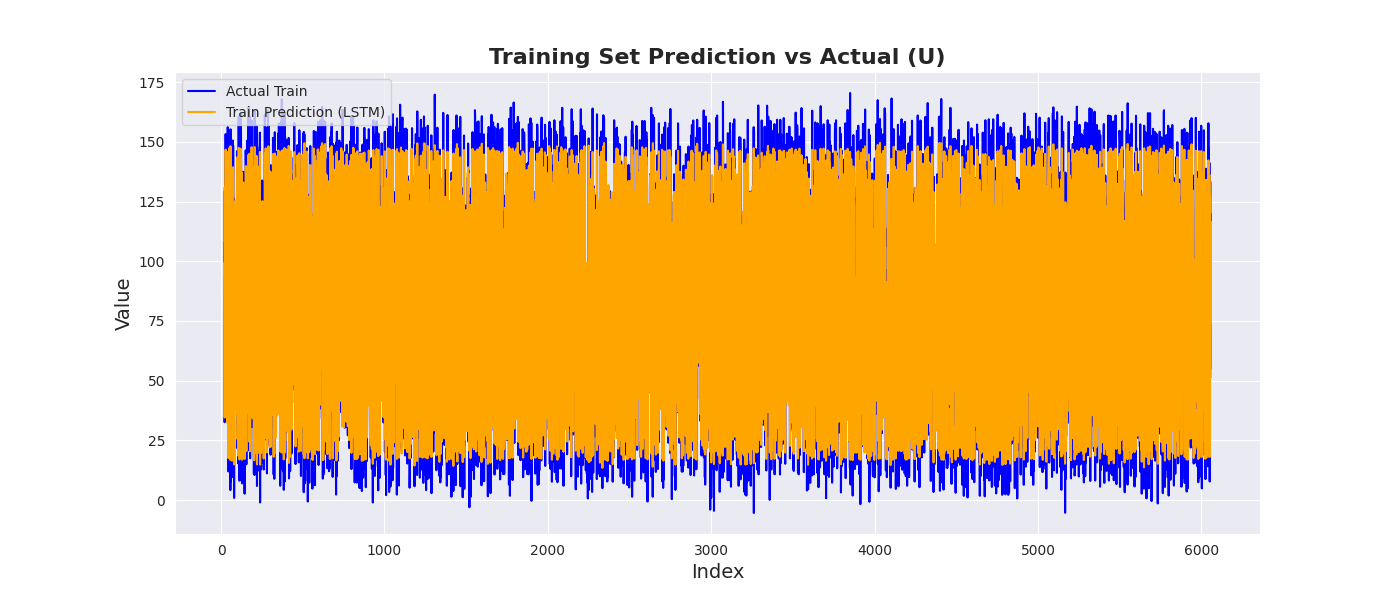 Training Set Prediction vs Actual (U)
Actual Train
Train Prediction (LSTM)
175
150
125
100
75
50
25
0
Value
0 1000 2000 3000 4000 5000 6000
Index